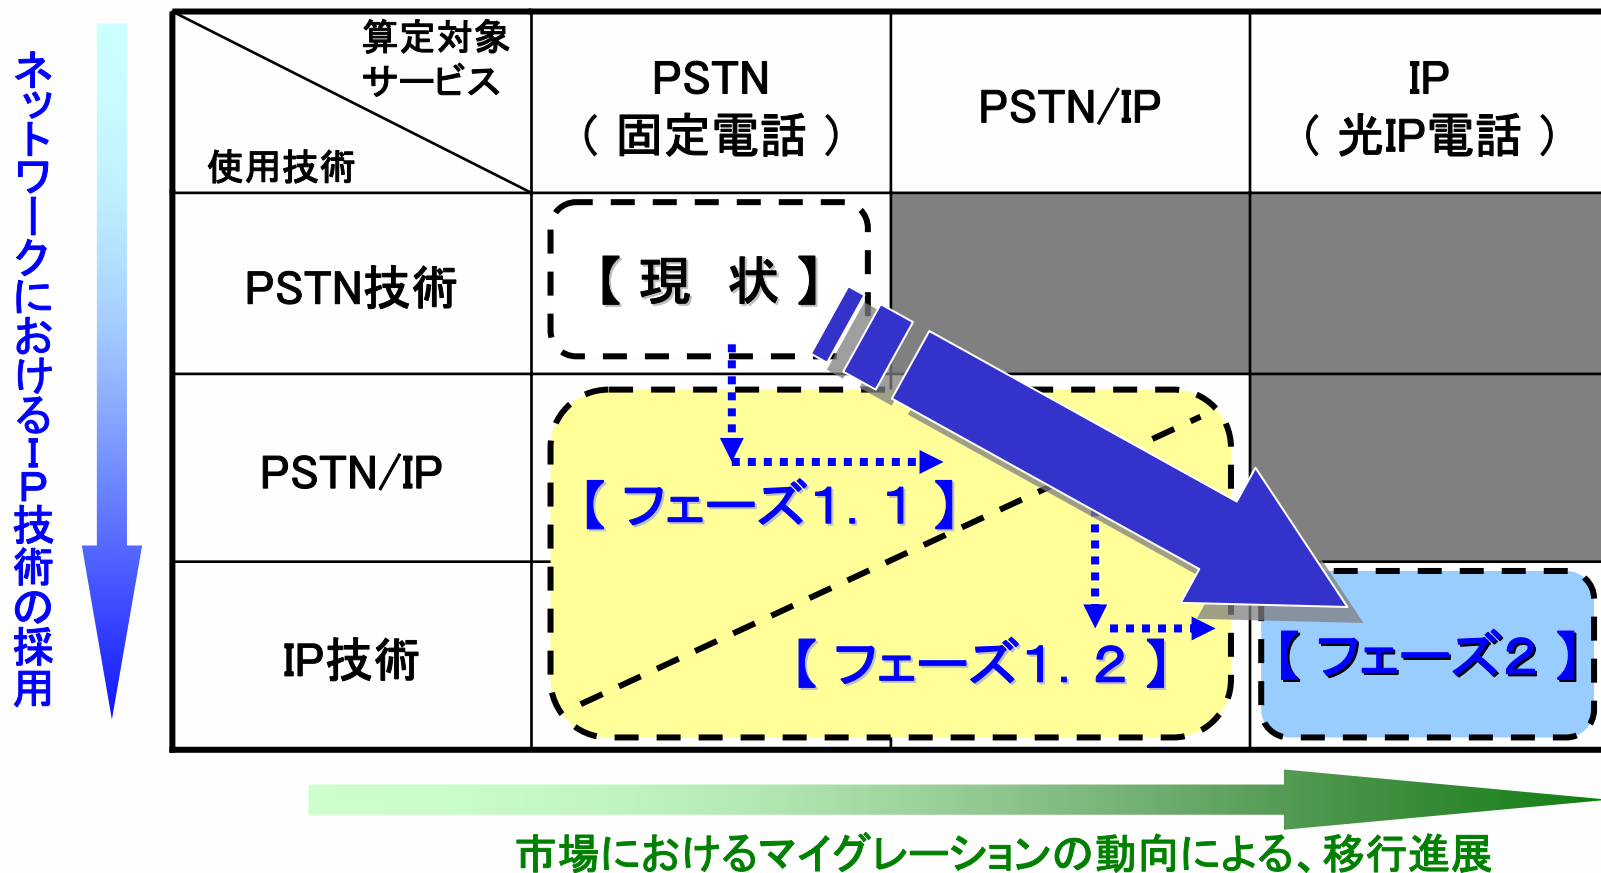 ネットワークにおけるIP技術の採用
算定対象
サービス
使用技術
PSTN
（ 固定電話 ）
PSTN/IP
IP
（ 光IP電話 ）
PSTN技術
【 現　状 】
PSTN/IP
【 フェーズ１．１ 】
IP技術
【 フェーズ１．２ 】
【 フェーズ２ 】
市場におけるマイグレーションの動向による、移行進展